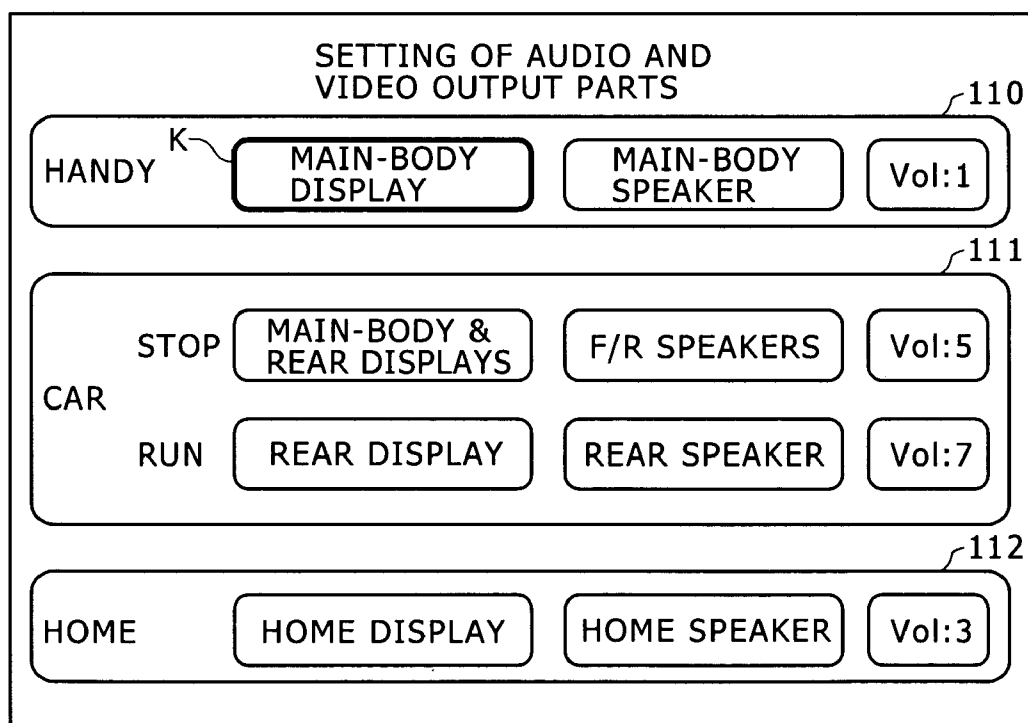 SETTING OF AUDIO AND
VIDEO OUTPUT PARTS
110
HANDY
K
MAIN-BODY
DISPLAY
MAIN-BODY
SPEAKER
Vol:1
111
CAR
STOP
MAIN-BODY &
REAR DISPLAYS
F/R SPEAKERS
Vol:5
RUN
REAR DISPLAY
REAR SPEAKER
Vol:7
112
HOME
HOME DISPLAY
HOME SPEAKER
Vol:3